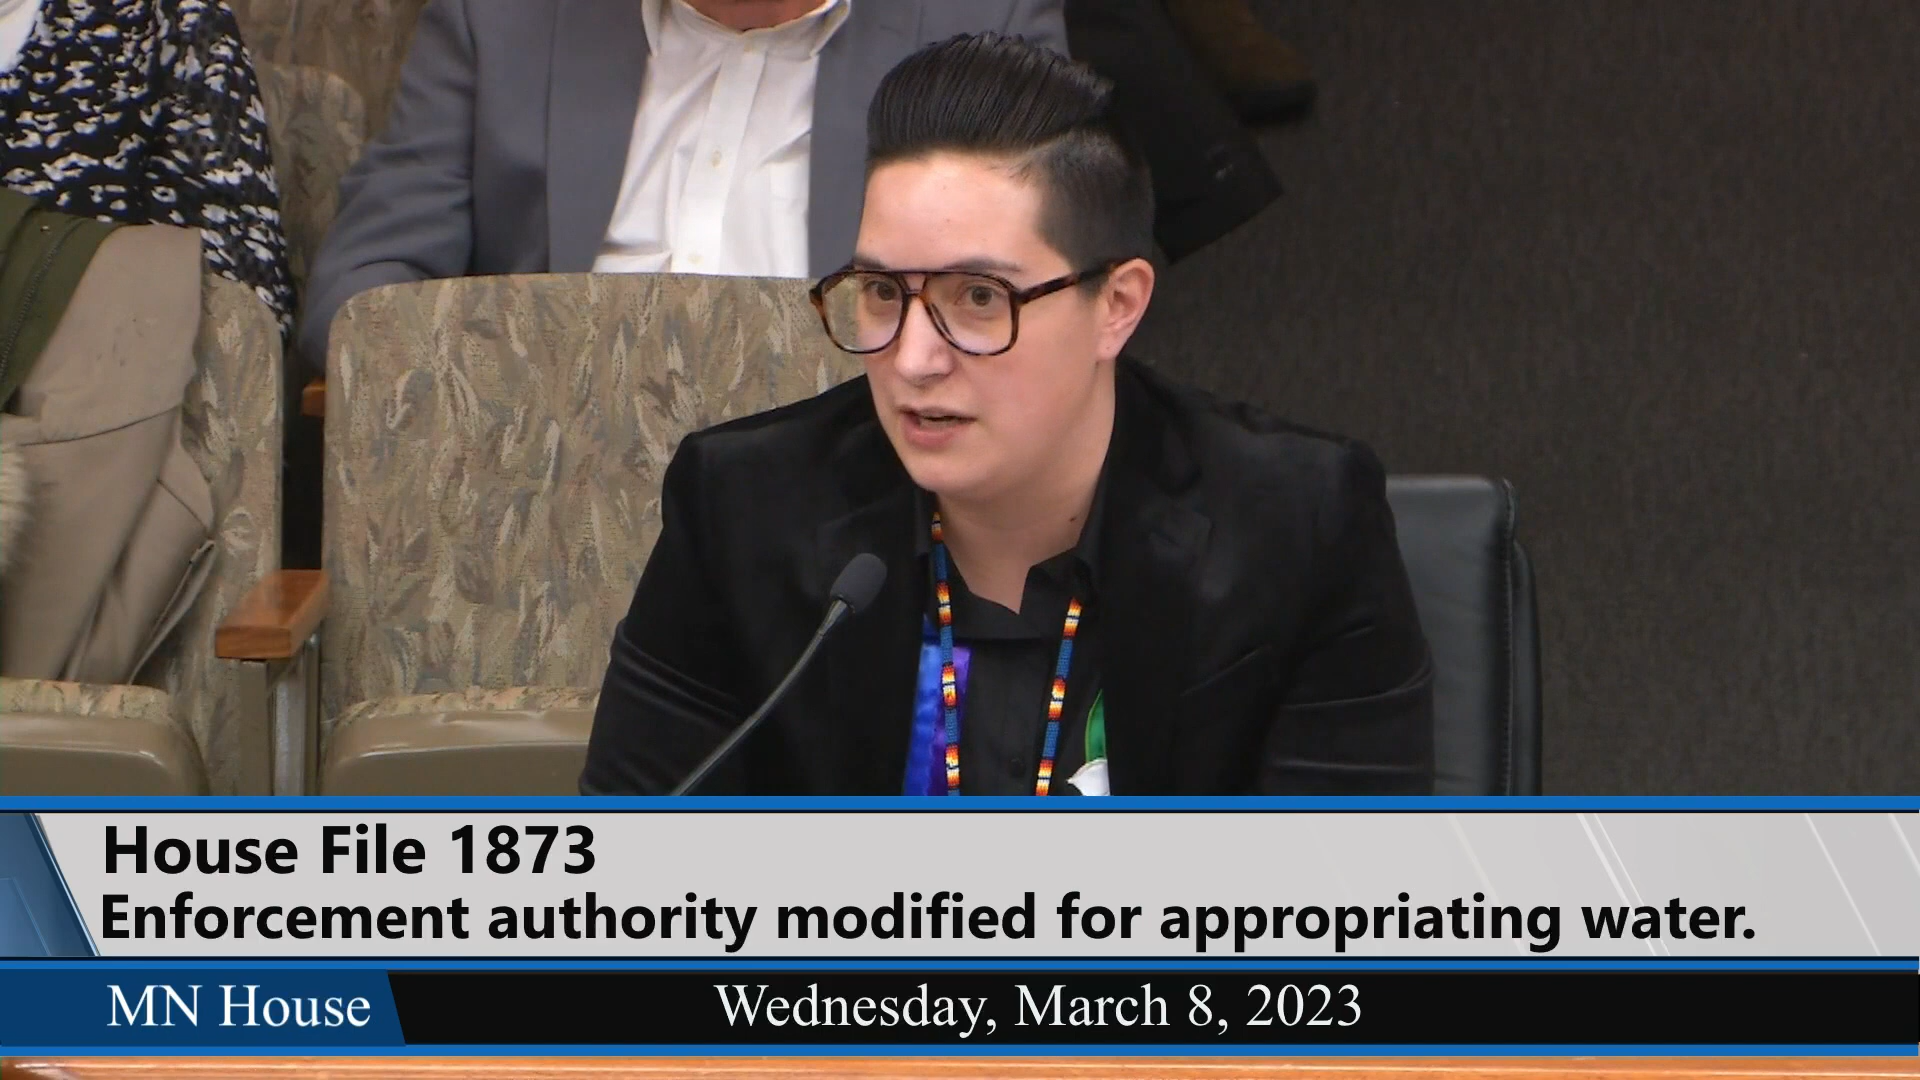 House File 1873
Enforcement authority modified for appropriating water.
MN House
Wednesday, March 8, 2023